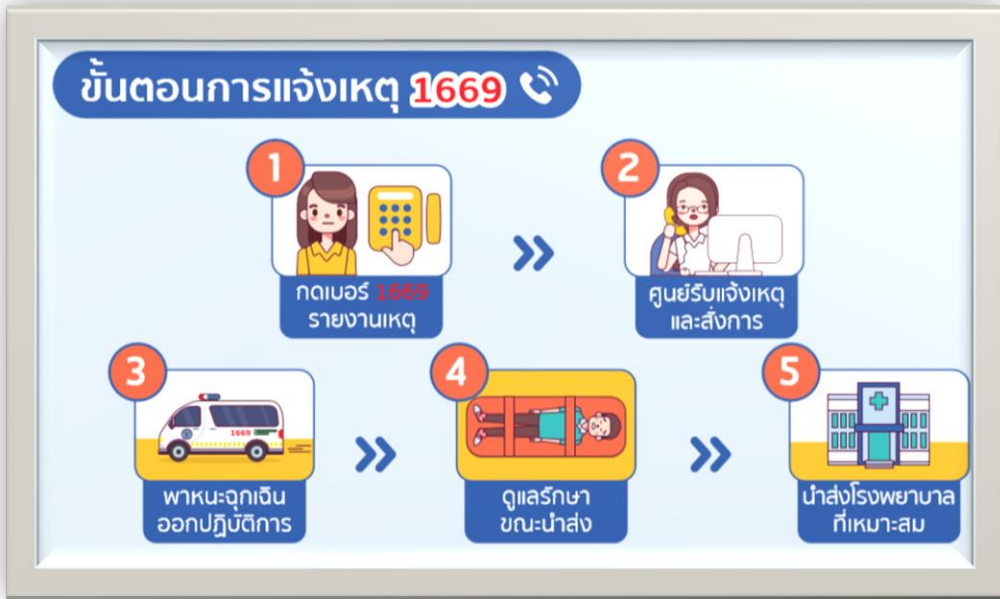 ขั้นตอนการแจ้งเหตุ 1669
1
กดเบอร์ 1669
รายงานเหตุ
2
ศูนย์รับแจ้งเหตุ
และสั่งการ
3
1669
พาหนะฉุกเฉิน
ออกปฏิบัติการ
4
ดูแลรักษา
ขณะนำส่ง
5
นำส่งโรงพยาบาล
ที่เหมาะสม